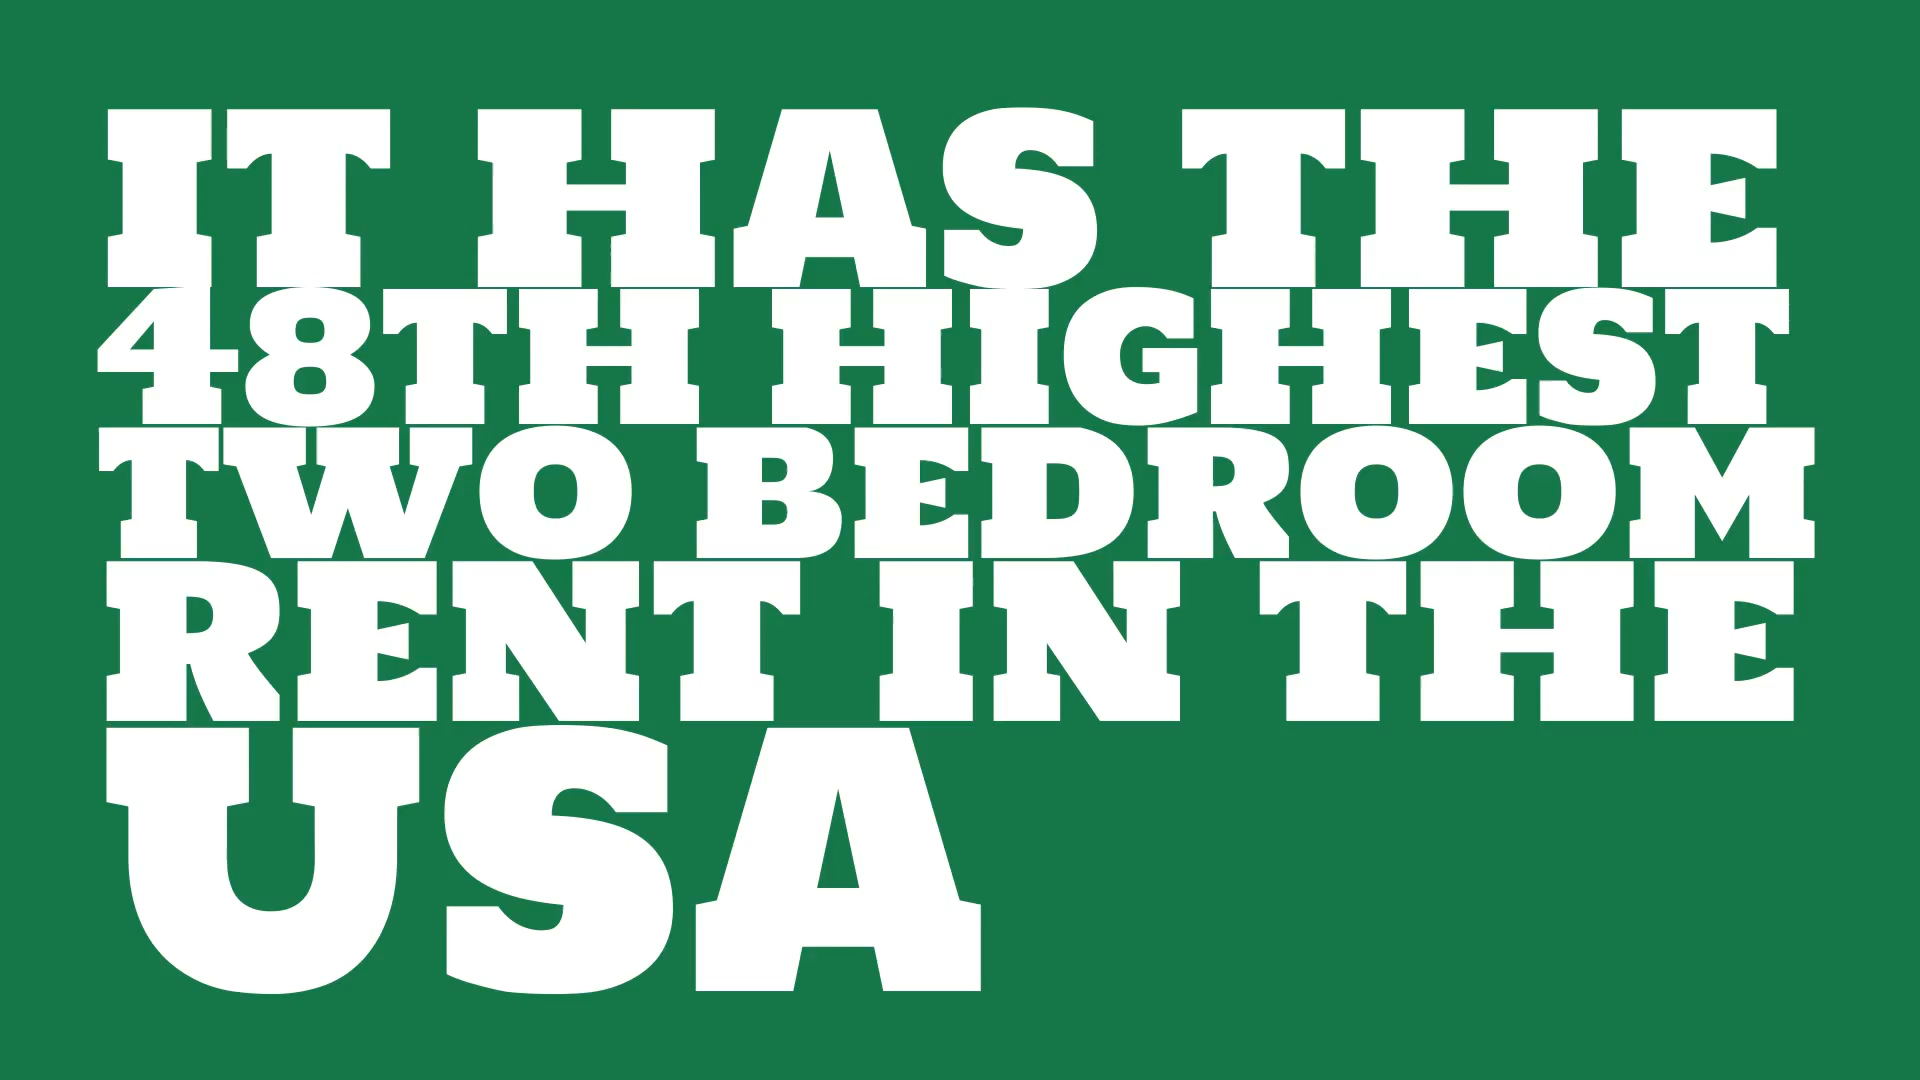 IT HAS THE
48TH HIGHEST
TWO BEDROOM
RENT IN THE
USA